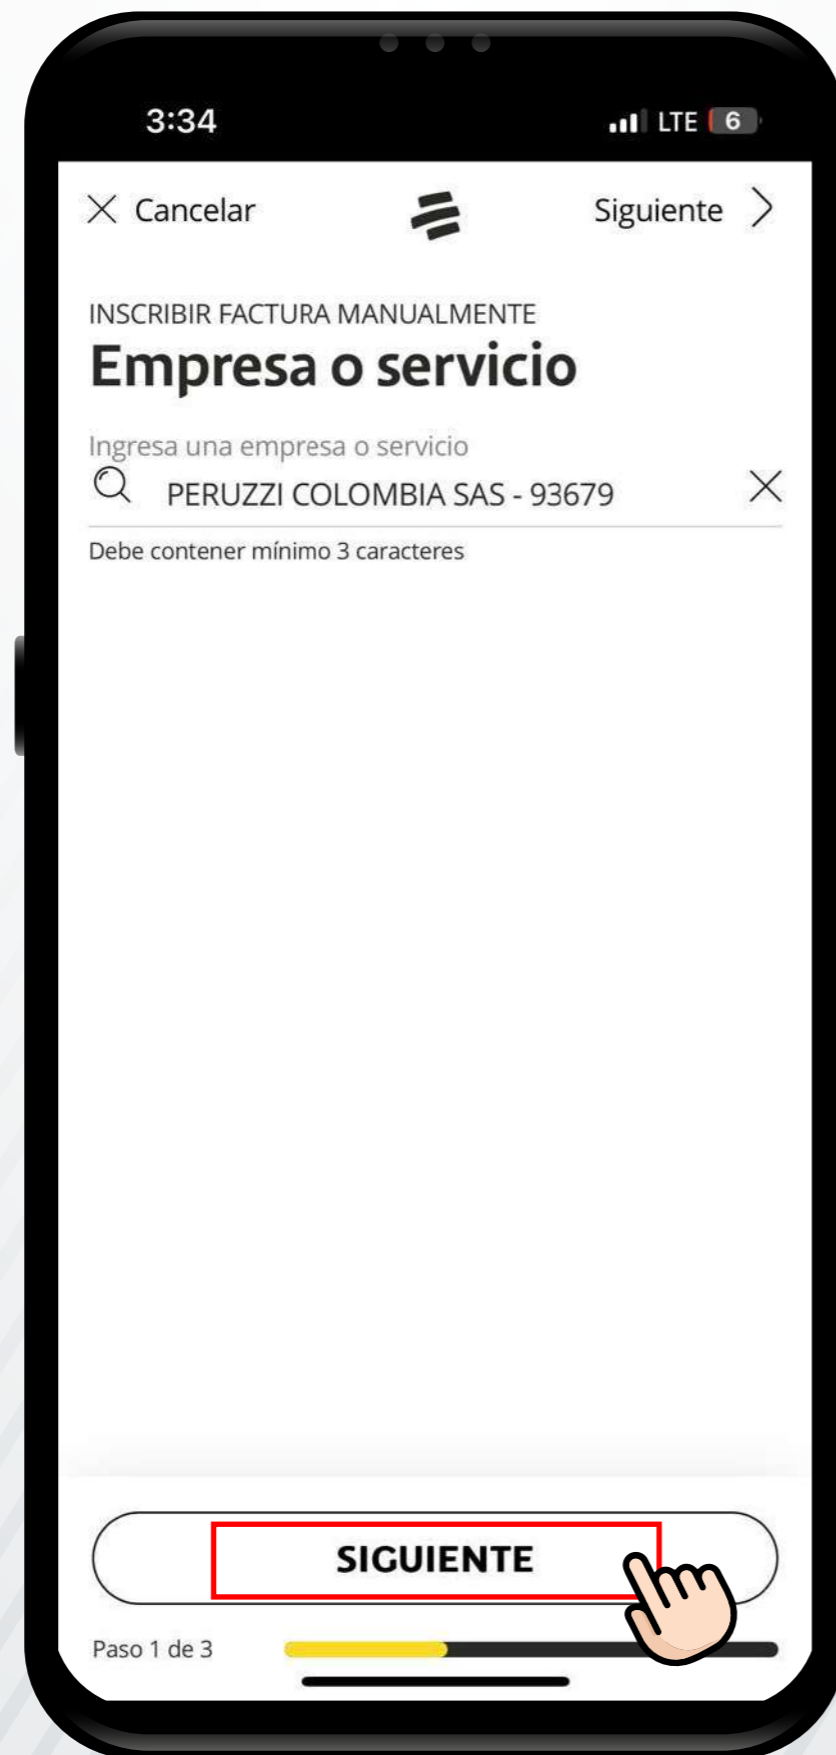 3:34 LTE 6
Cancelar Siguiente
INSCRIBIR FACTURA MANUALMENTE
Empresa o servicio
Ingresa una empresa o servicio
PERUZZI COLOMBIA SAS - 93679
Debe contener mínimo 3 caracteres
SIGUIENTE
Paso 1 de 3